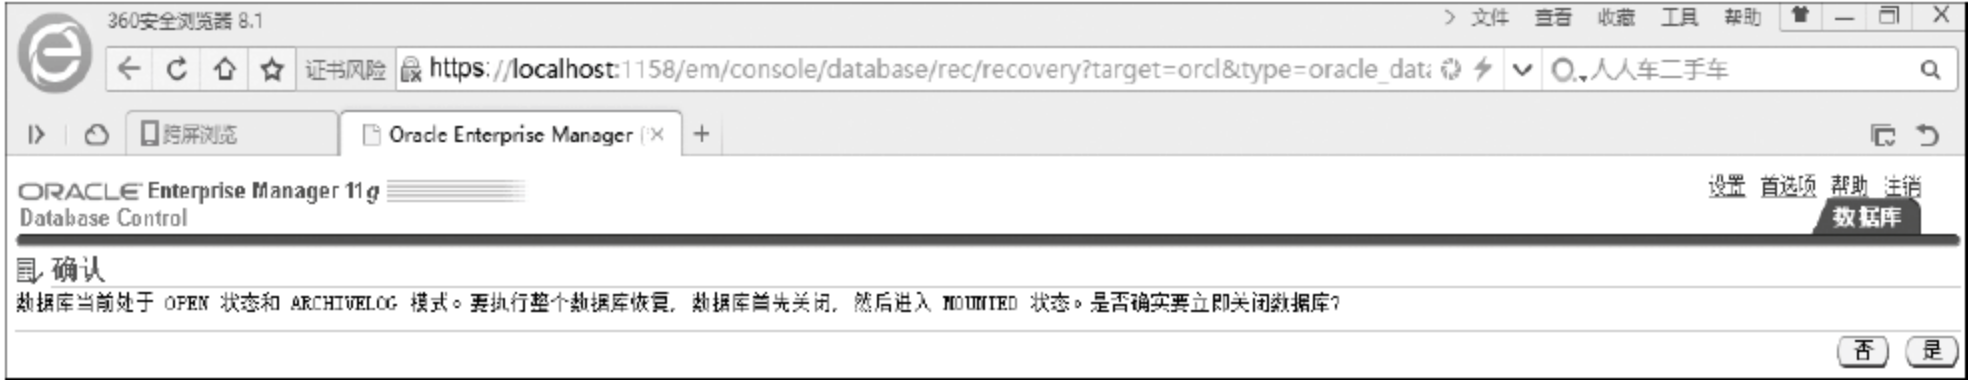 360安全浏览器 8.1
文件 查看 收藏 工具 帮助
证书风险 https://localhost:1158/em/console/database/rec/recovery?target=orcl&type=oracle_data 人人车二手车
跨屏浏览 Oracle Enterprise Manager (
ORACLE Enterprise Manager 11g
设置 首选项 帮助 注销
Database Control
数据库
确认
数据库当前处于 OPEN 状态和 ARCHIVELOG 模式。要执行整个数据库恢复, 数据库首先关闭, 然后进入 MOUNTED 状态。是否确实要立即关闭数据库?
否 是